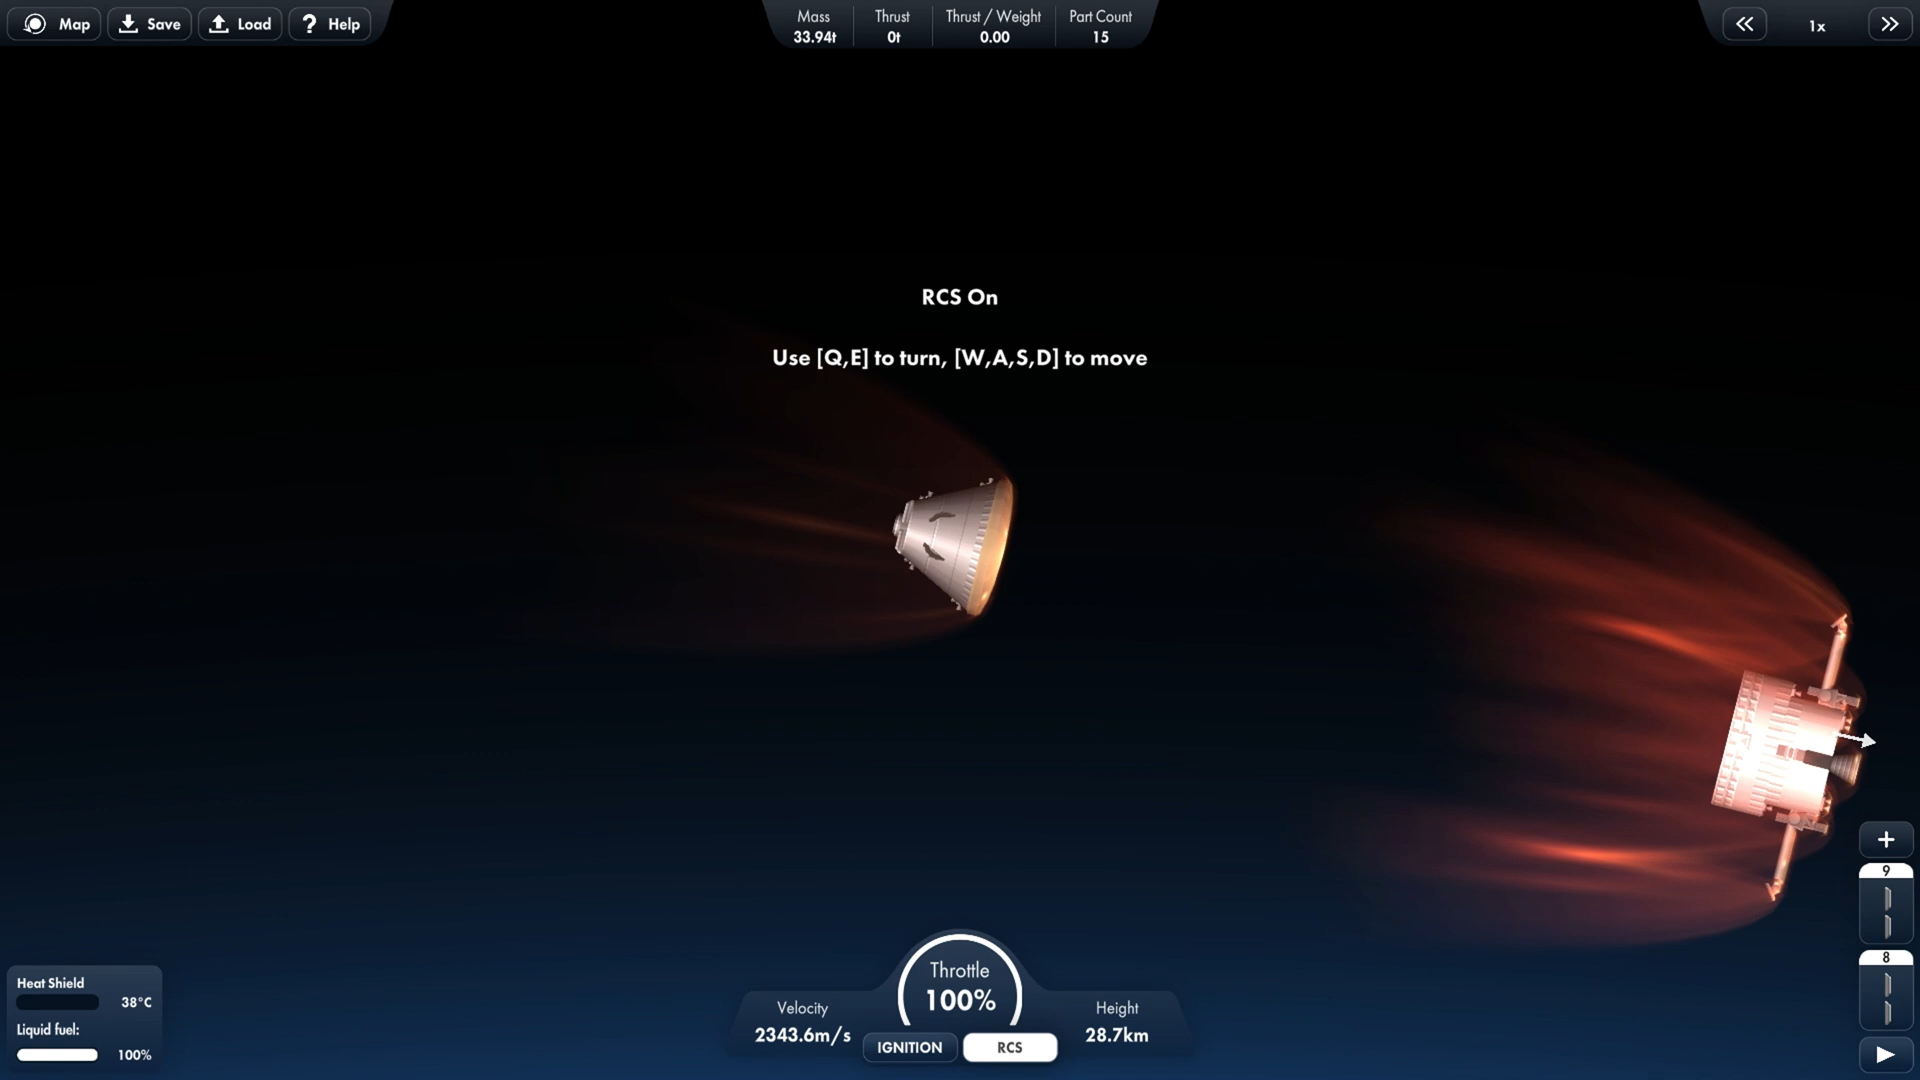 Map
Save
Load
? Help
Mass
33.94t
Thrust
0t
Thrust / Weight
0.00
Part Count
15
1x
RCS On
Use [Q,E] to turn, [W,A,S,D] to move
9
8
Heat Shield
38°C
Liquid fuel:
100%
Throttle
100%
Velocity
2343.6m/s
IGNITION
RCS
Height
28.7km